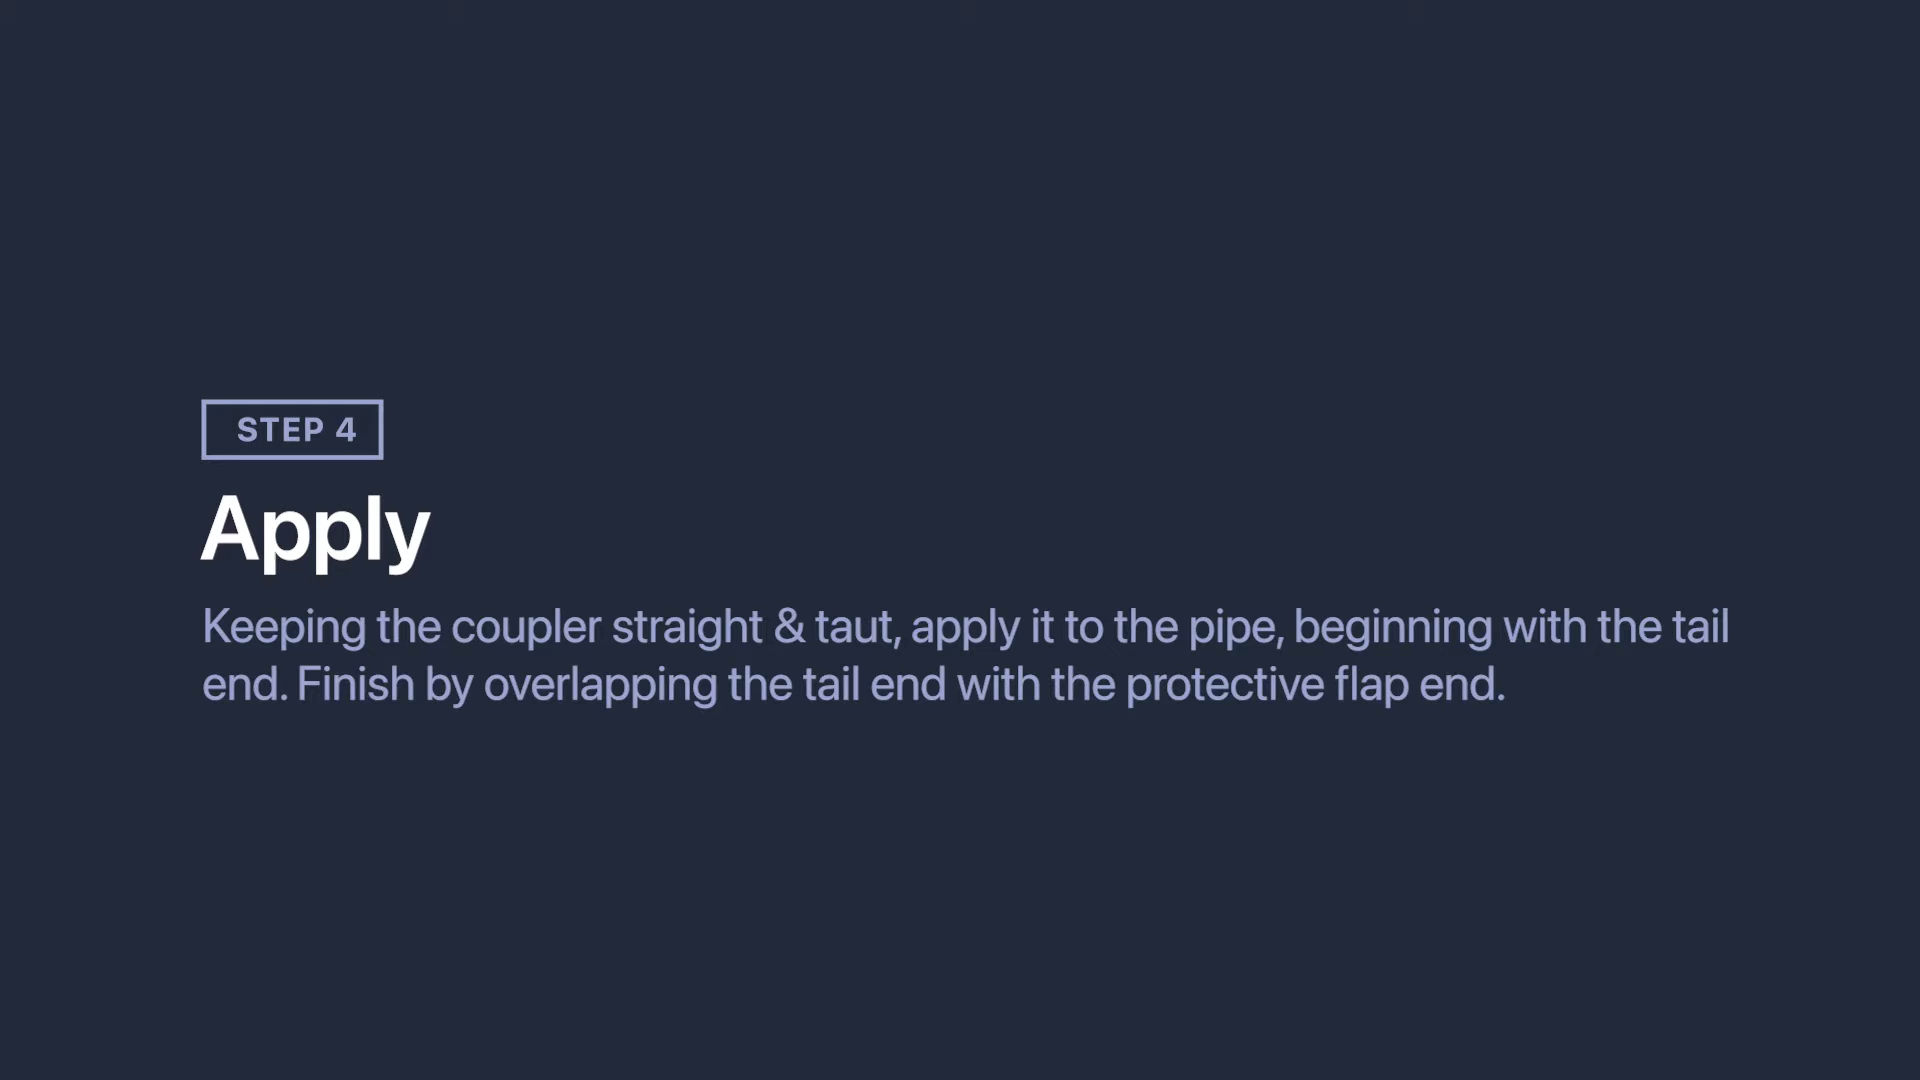 STEP 4
Apply
Keeping the coupler straight & taut, apply it to the pipe, beginning with the tail
end. Finish by overlapping the tail end with the protective flap end.